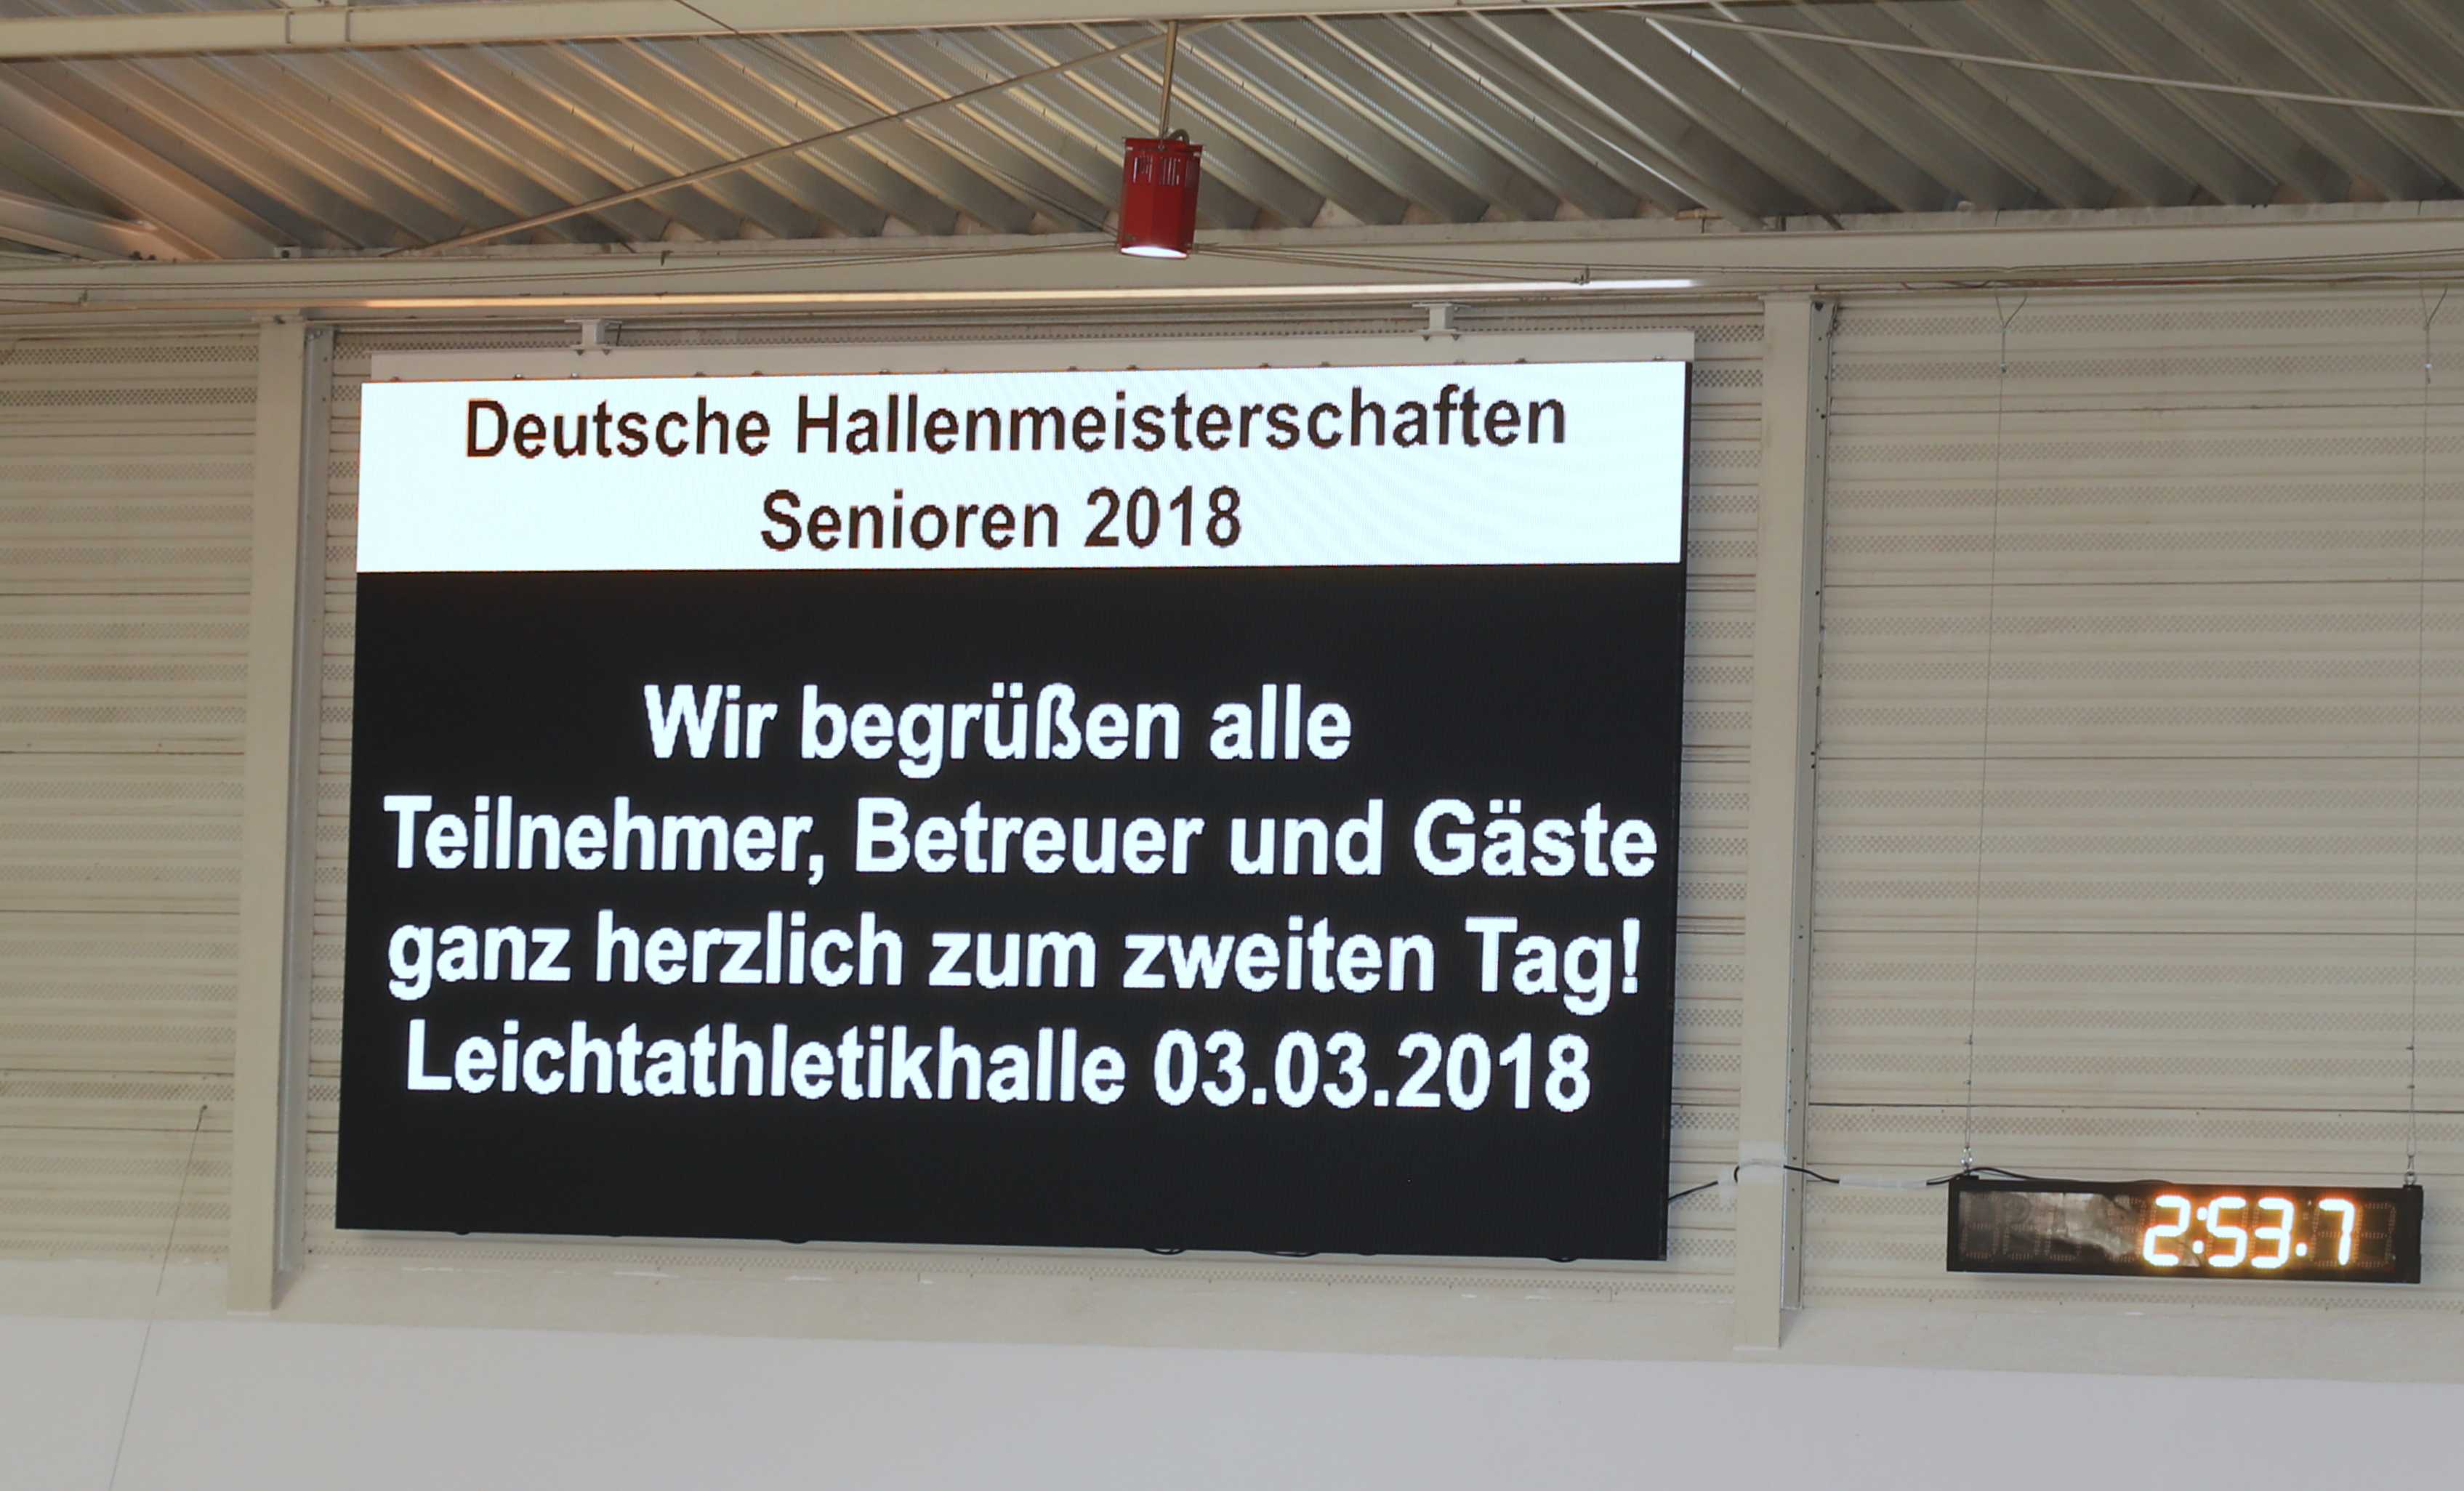 Deutsche Hallenmeisterschaften
Senioren 2018
Wir begrüßen alle
Teilnehmer, Betreuer und Gäste
ganz herzlich zum zweiten Tag!
Leichtathletikhalle 03.03.2018
2:53.7